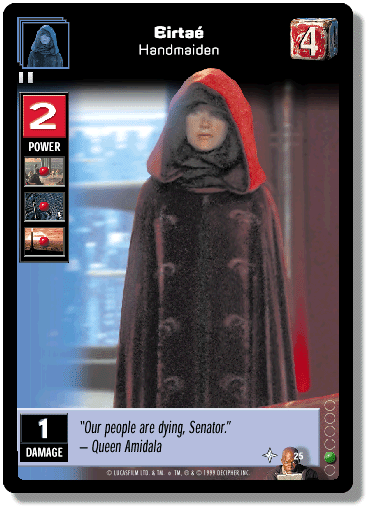 Eirtaé
Handmaiden
4
2
POWER
1
DAMAGE
"Our people are dying, Senator."
– Queen Amidala
25
© LUCASFILM LTD. & TM. ® TM, ® & © 1999 DECIPHER INC.